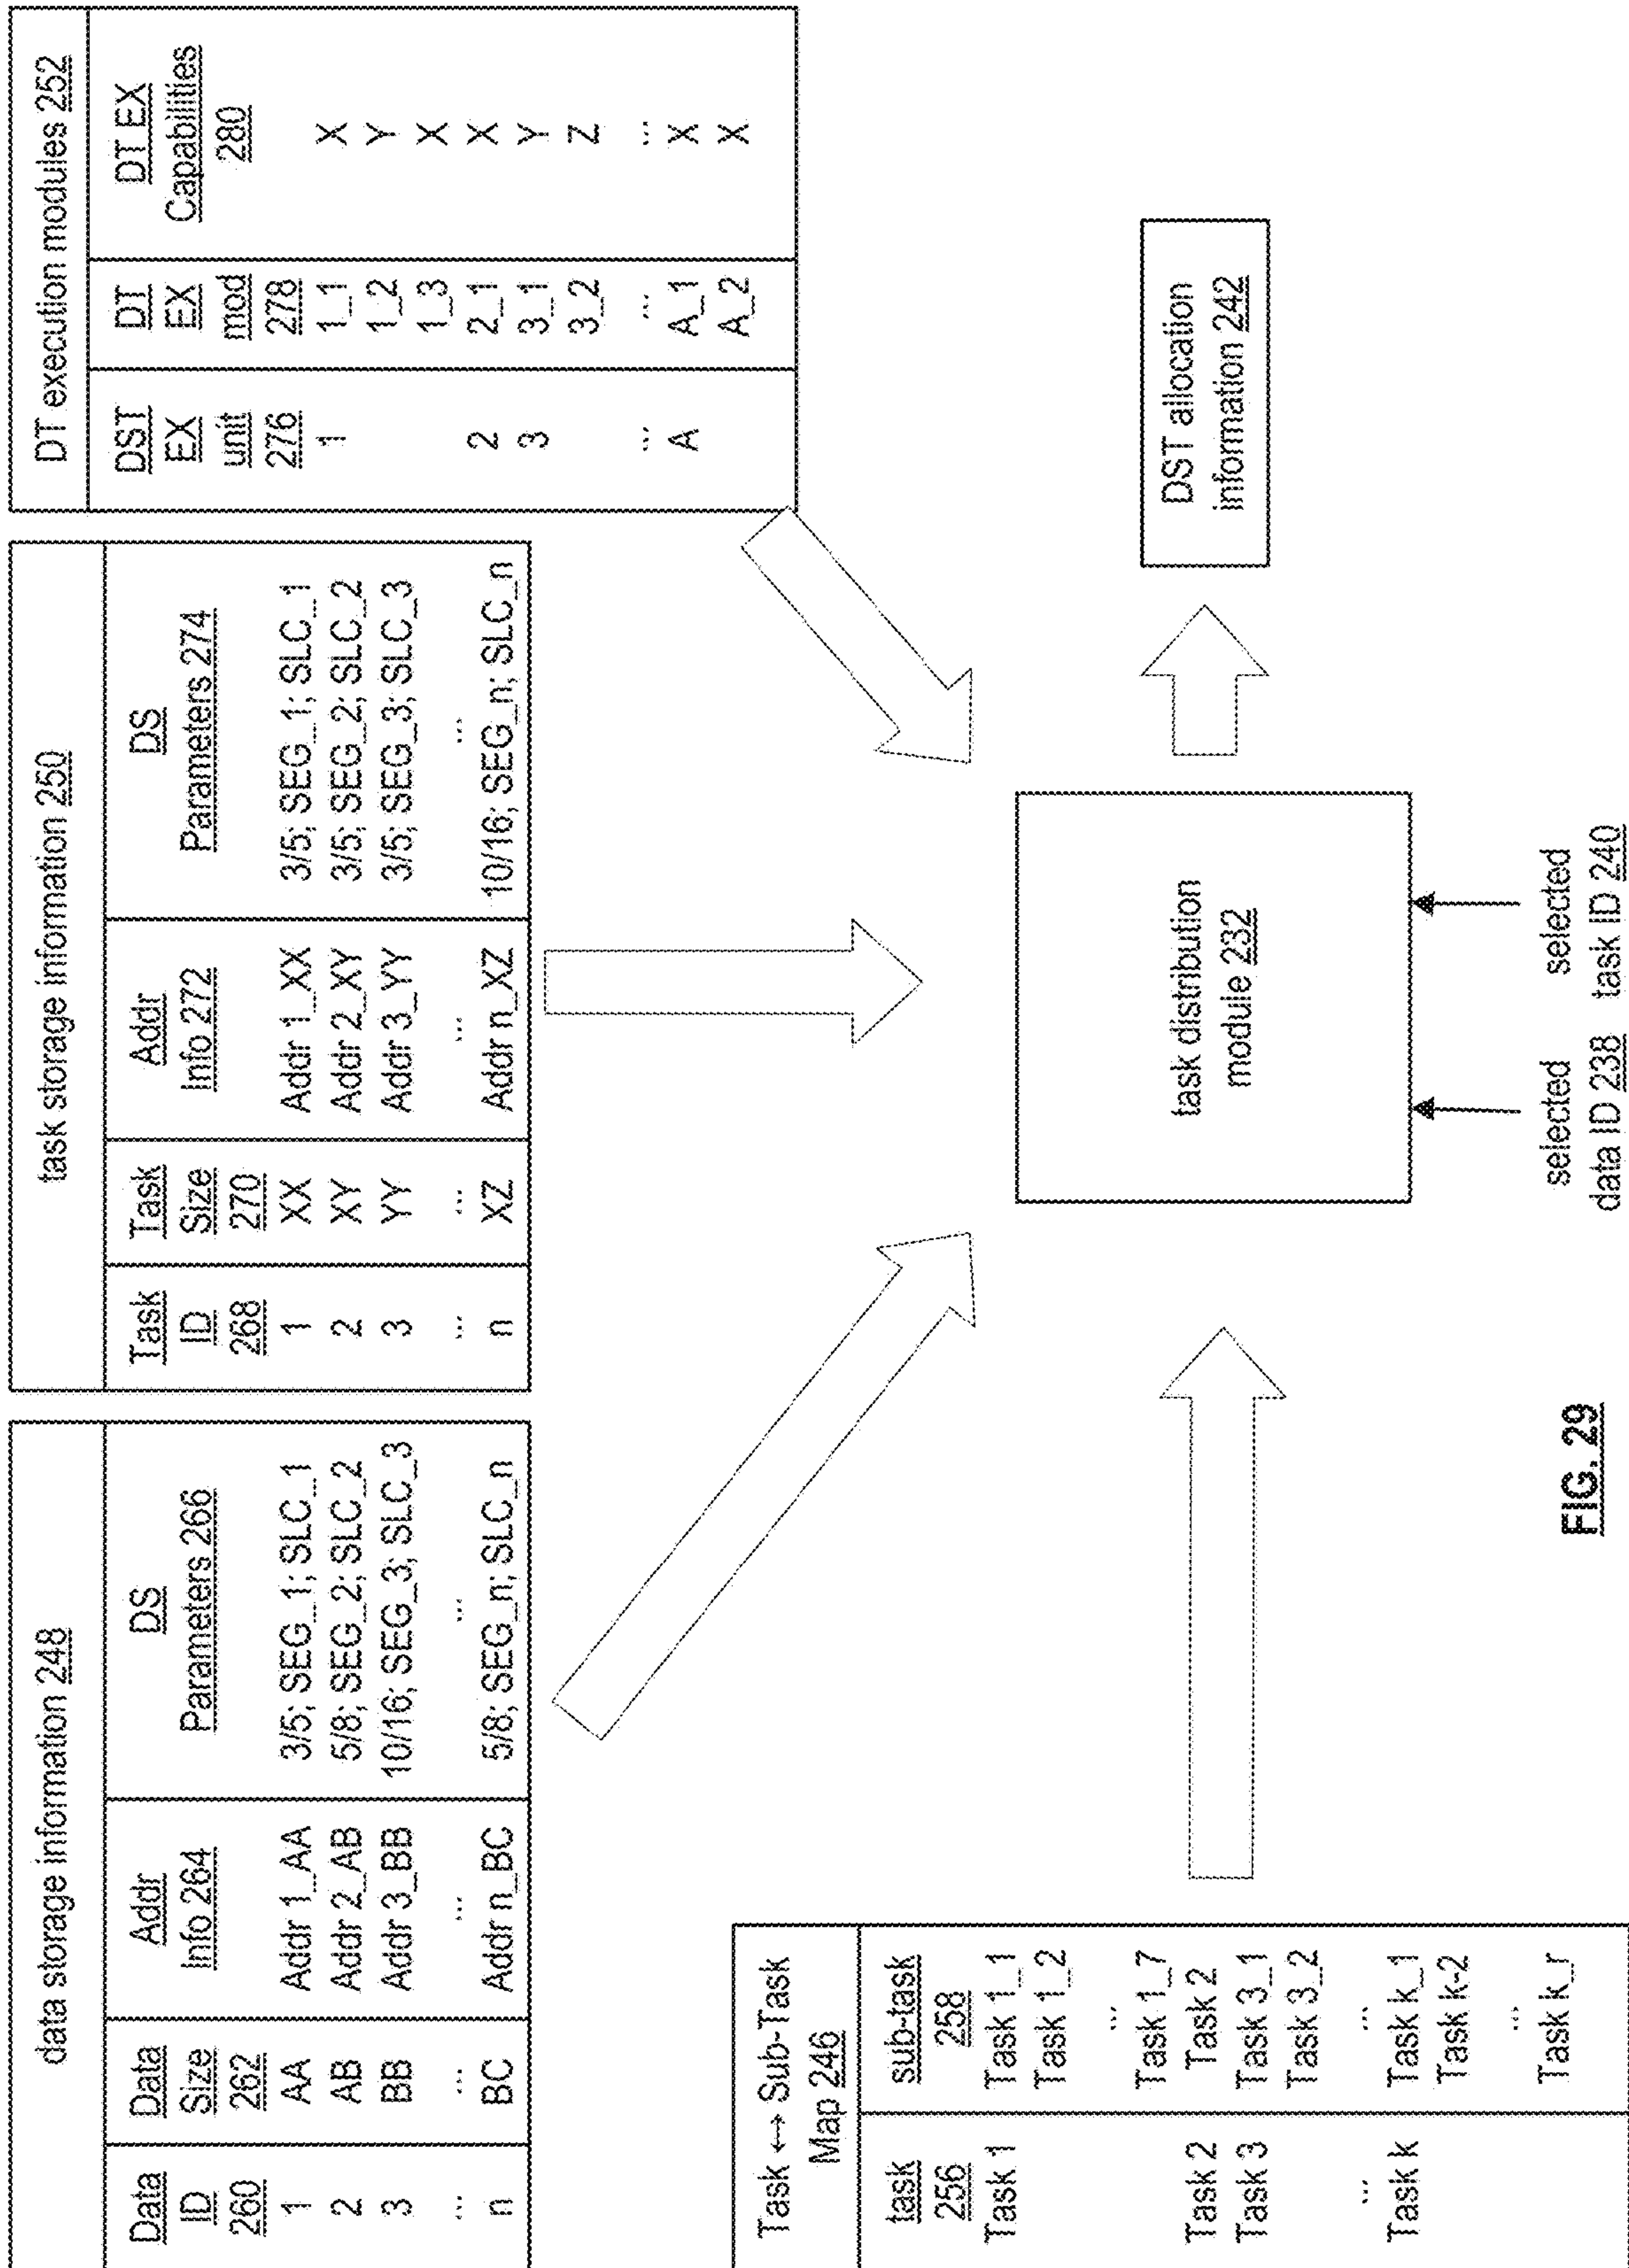 data storage information 248
Data ID 260 | Data Size 262 | Addr Info 264 | DS Parameters 266
1 AA Addr 1_AA 3/5; SEG_1; SLC_1
2 AB Addr 2_AB 5/8; SEG_2; SLC_2
3 BB Addr 3_BB 10/16; SEG_3; SLC_3
... ... ... ...
n BC Addr n_BC 5/8; SEG_n; SLC_n
task storage information 250
Task ID 268 | Task Size 270 | Addr Info 272 | DS Parameters 274
1 XX Addr 1_XX 3/5; SEG_1; SLC_1
2 XY Addr 2_XY 3/5; SEG_2; SLC_2
3 YY Addr 3_YY 3/5; SEG_3; SLC_3
... ... ... ...
n XZ Addr n_XZ 10/16; SEG_n; SLC_n
DT execution modules 252
DST EX unit 276 | DT EX mod 278 | DT EX Capabilities 280
1 1_1 X
1_2 Y
1_3 X
2 2_1 X
3 3_1 Y
3_2 Z
... ... ...
A A_1 X
A_2 X
Task ↔ Sub-Task
Map 246
task 256 | sub-task 258
Task 1 Task 1_1
Task 1_2
...
Task 1_7
Task 2 Task 2
Task 3 Task 3_1
Task 3_2
... ...
Task k Task k_1
Task k-2
...
Task k_r
task distribution
module 232
DST allocation
information 242
selected
data ID 238
selected
task ID 240
FIG. 29